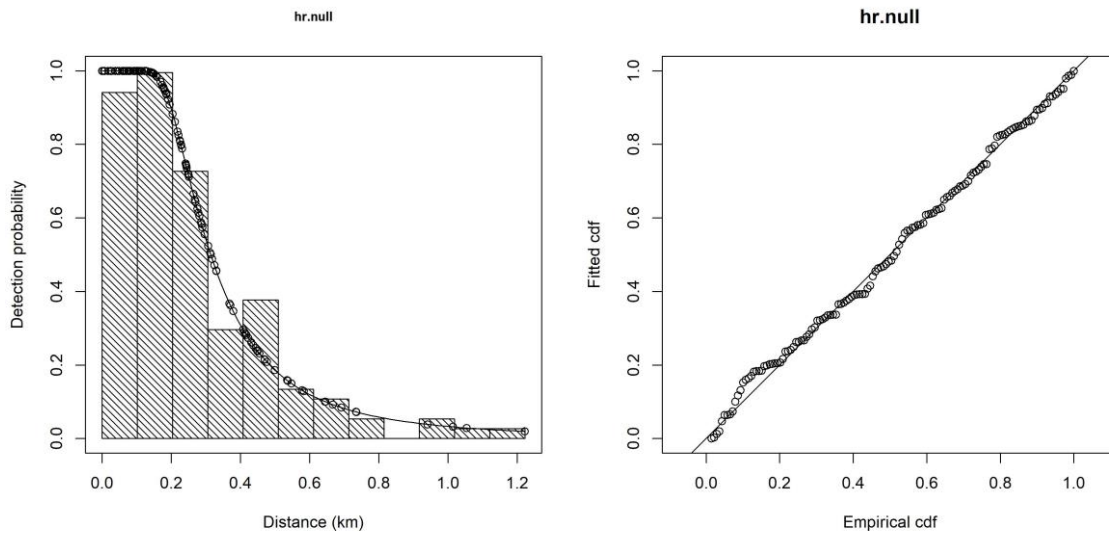 hr.null
Detection probability
1.0
0.8
0.6
0.4
0.2
0.0
0.0 0.2 0.4 0.6 0.8 1.0 1.2
Distance (km)
hr.null
Fitted cdf
1.0
0.8
0.6
0.4
0.2
0.0
0.0 0.2 0.4 0.6 0.8 1.0
Empirical cdf